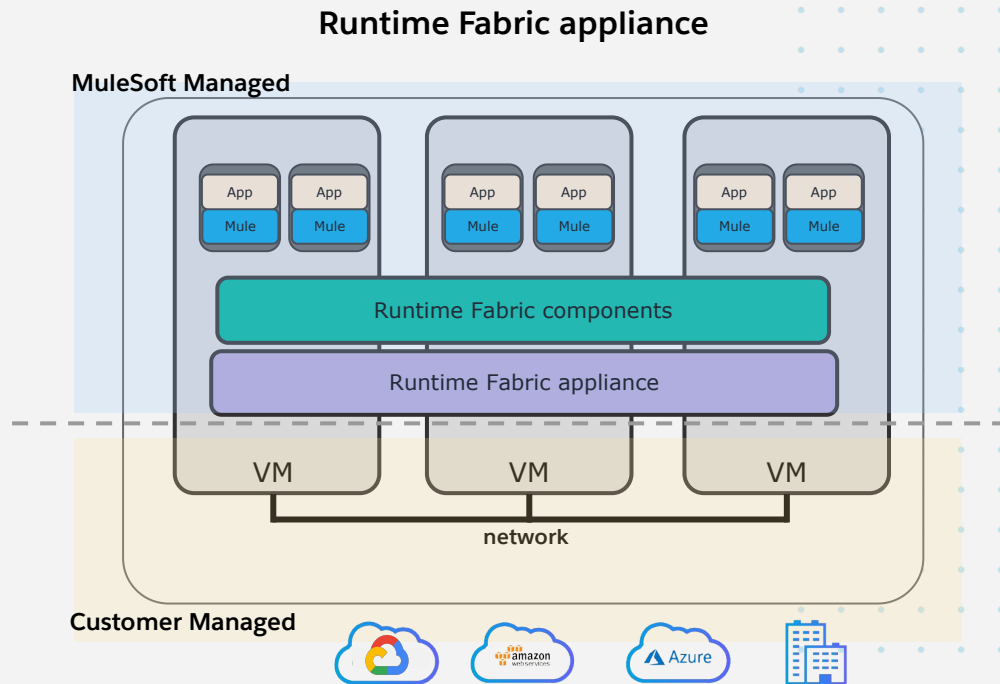 Runtime Fabric appliance
MuleSoft Managed
App App App App App App
Mule Mule Mule Mule Mule Mule
Runtime Fabric components
Runtime Fabric appliance
VM VM VM
network
Customer Managed
amazon
webservices
Azure